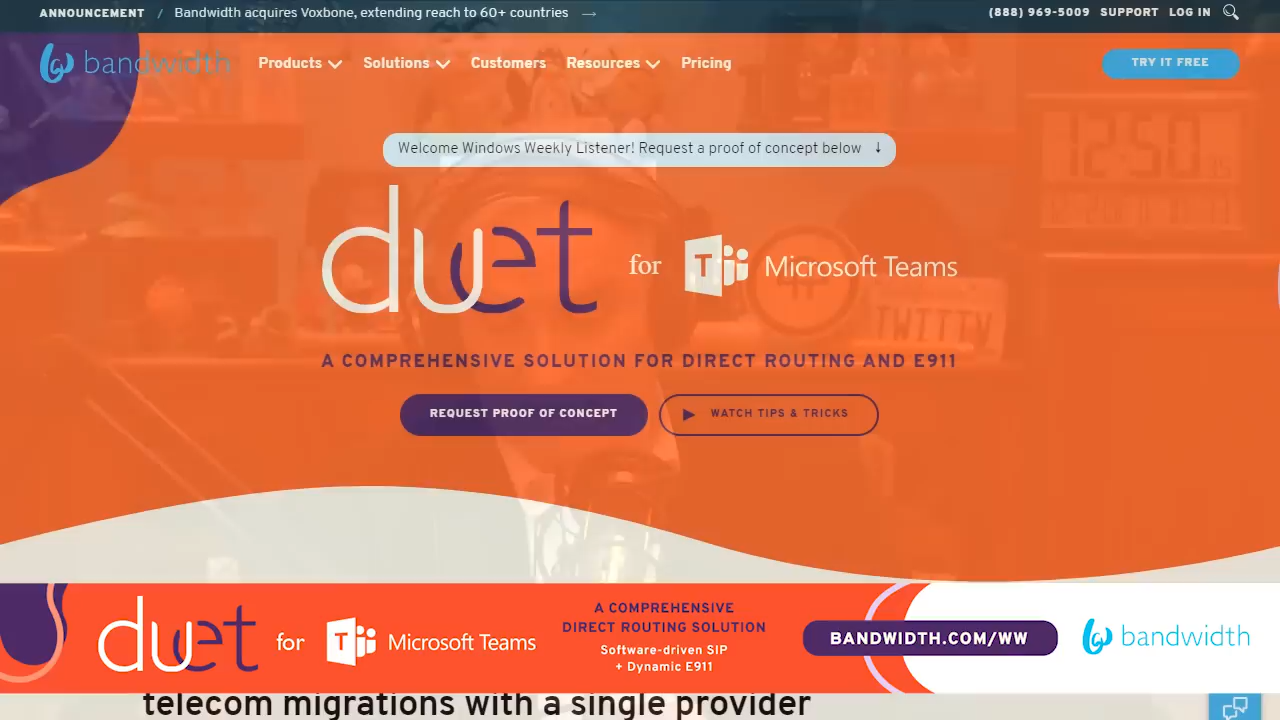 ANNOUNCEMENT / Bandwidth acquires Voxbone, extending reach to 60+ countries → (888) 969-5009 SUPPORT LOG IN
bandwidth Products Solutions Customers Resources Pricing TRY IT FREE
Welcome Windows Weekly Listener! Request a proof of concept below ↓
12:50
duet for T Microsoft Teams
TWITTV
A COMPREHENSIVE SOLUTION FOR DIRECT ROUTING AND E911
REQUEST PROOF OF CONCEPT
WATCH TIPS & TRICKS
duet for T Microsoft Teams
A COMPREHENSIVE
DIRECT ROUTING SOLUTION
Software-driven SIP
+ Dynamic E911
BANDWIDTH.COM/WW
bandwidth
telecom migrations with a single provider